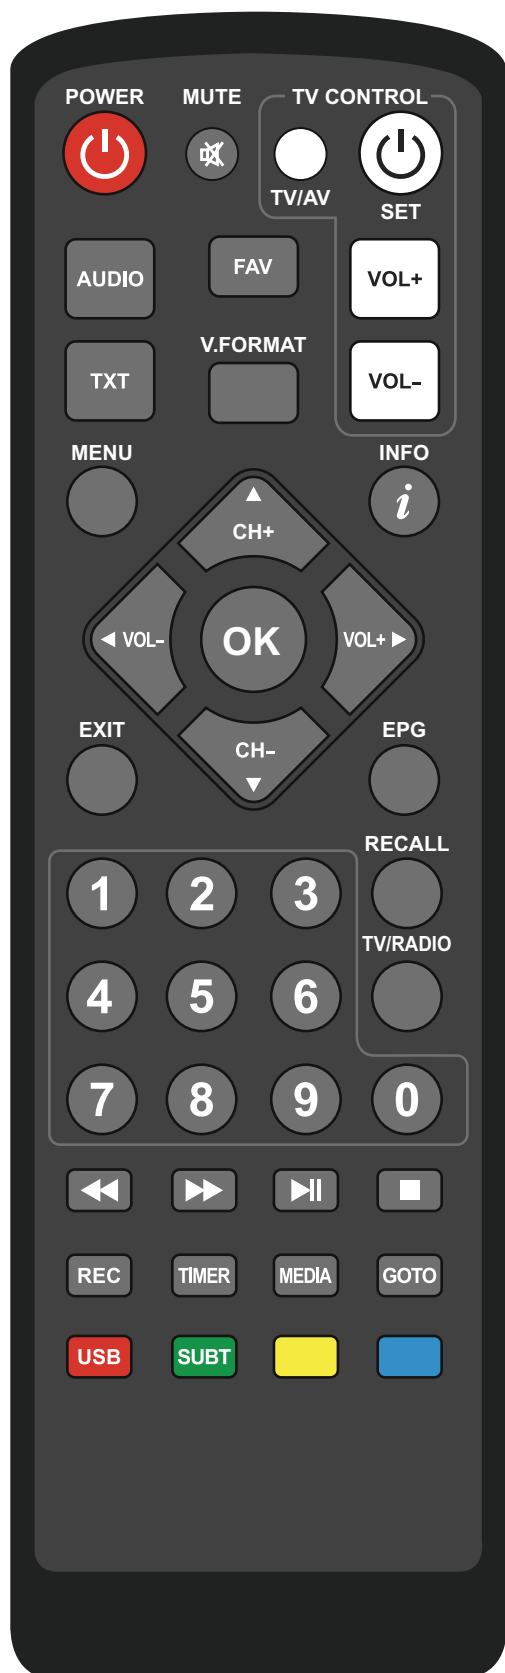 POWER MUTE TV CONTROL
TV/AV
SET
AUDIO FAV VOL+
V.FORMAT
TXT VOL-
MENU INFO
i
CH+
VOL- OK VOL+
CH-
EXIT EPG
RECALL
1 2 3
TV/RADIO
4 5 6
7 8 9 0
REC TIMER MEDIA GOTO
USB SUBT